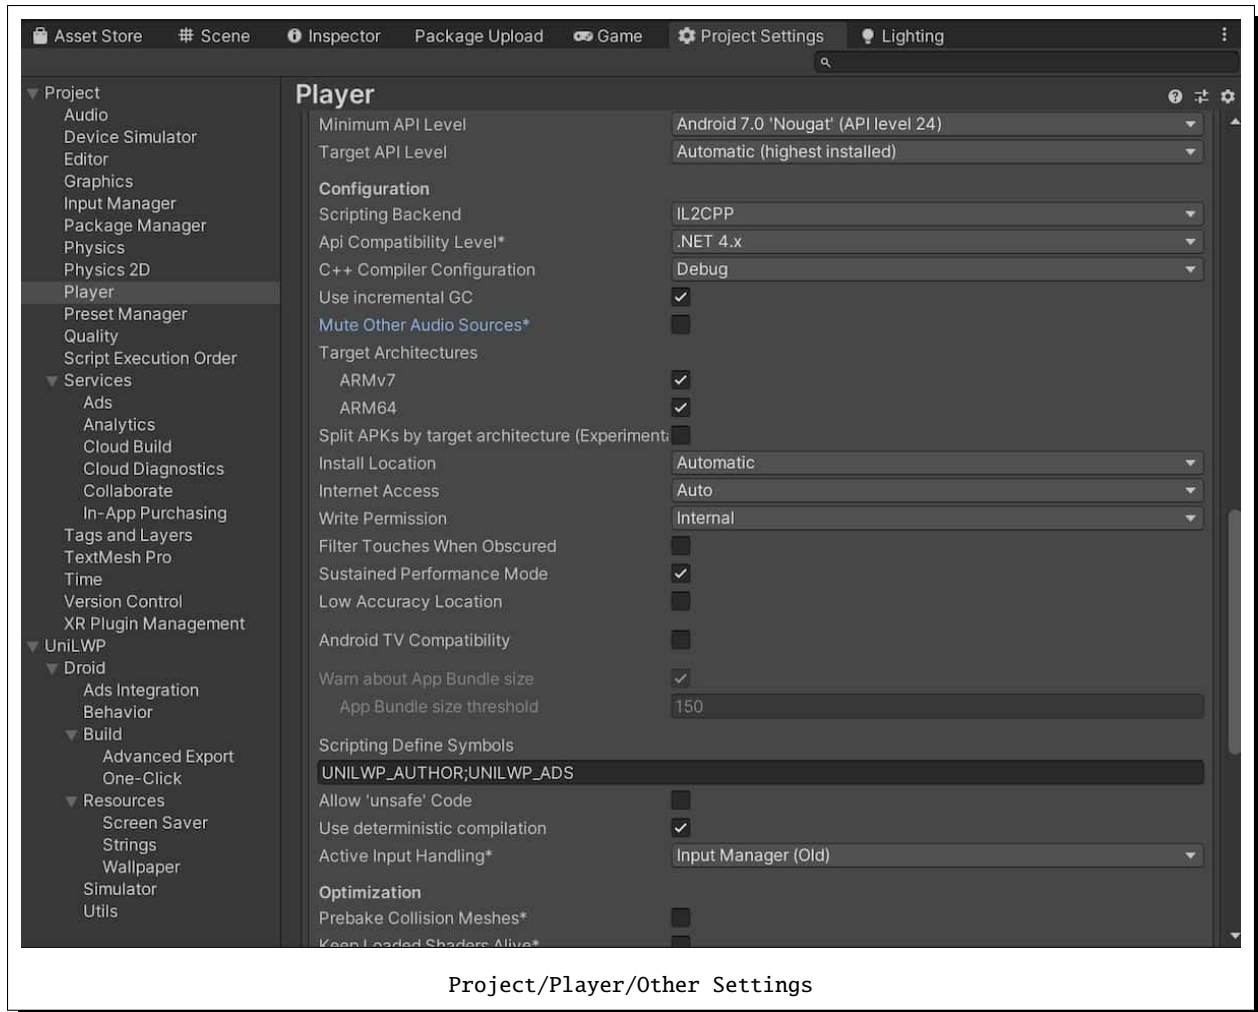 Asset Store Scene Inspector Package Upload Game Project Settings Lighting
Project
Audio
Device Simulator
Editor
Graphics
Input Manager
Package Manager
Physics
Physics 2D
Player
Preset Manager
Quality
Script Execution Order
Services
Ads
Analytics
Cloud Build
Cloud Diagnostics
Collaborate
In-App Purchasing
Tags and Layers
TextMesh Pro
Time
Version Control
XR Plugin Management
UniLWP
Droid
Ads Integration
Behavior
Build
Advanced Export
One-Click
Resources
Screen Saver
Strings
Wallpaper
Simulator
Utils
Player
Minimum API Level Android 7.0 'Nougat' (API level 24)
Target API Level Automatic (highest installed)
Configuration
Scripting Backend IL2CPP
Api Compatibility Level* .NET 4.x
C++ Compiler Configuration Debug
Use incremental GC
Mute Other Audio Sources*
Target Architectures
ARMv7
ARM64
Split APKs by target architecture (Experimenta
Install Location Automatic
Internet Access Auto
Write Permission Internal
Filter Touches When Obscured
Sustained Performance Mode
Low Accuracy Location
Android TV Compatibility
Warn about App Bundle size
App Bundle size threshold 150
Scripting Define Symbols
UNILWP_AUTHOR;UNILWP_ADS
Allow 'unsafe' Code
Use deterministic compilation
Active Input Handling* Input Manager (Old)
Optimization
Prebake Collision Meshes*
Keep Loaded Shaders Alive*
Project/Player/Other Settings